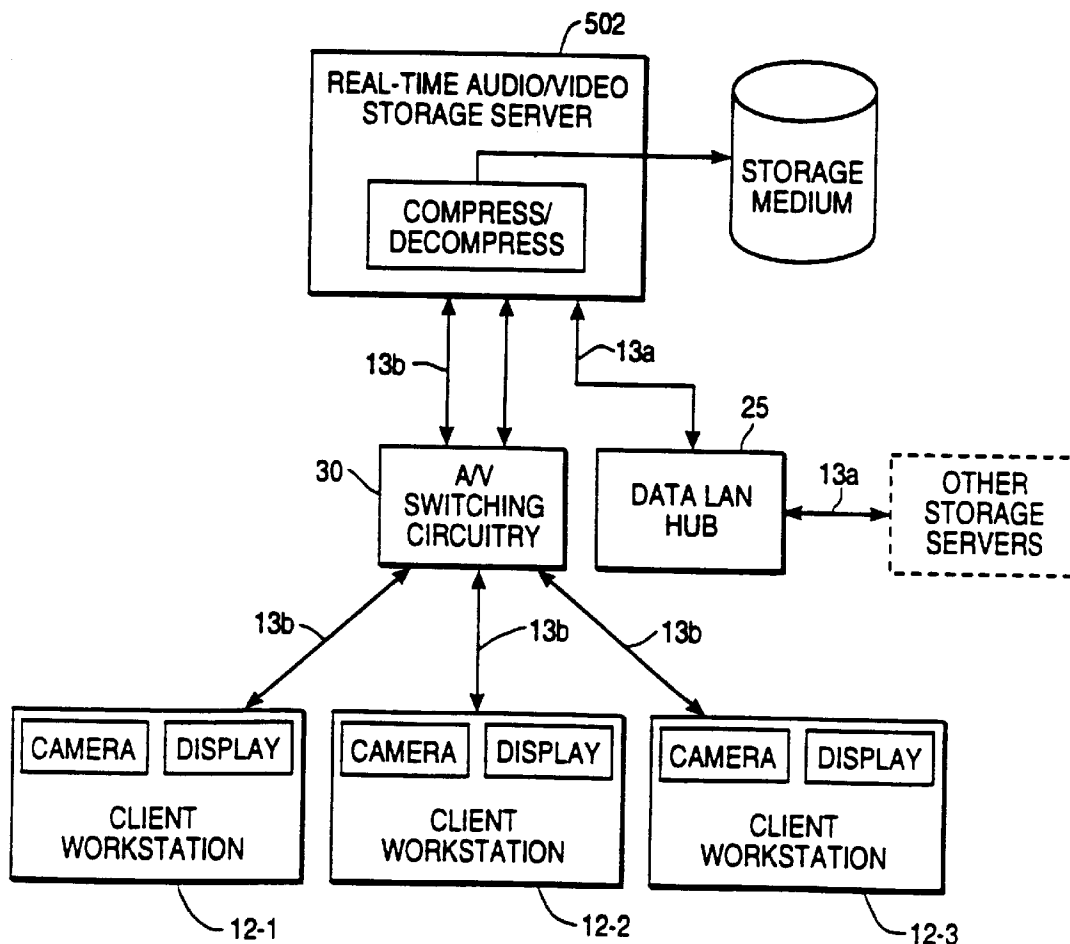 502
REAL-TIME AUDIO/VIDEO
STORAGE SERVER
COMPRESS/
DECOMPRESS
STORAGE
MEDIUM
13b
13a
25
30
A/V
SWITCHING
CIRCUITRY
DATA LAN
HUB
13a
OTHER
STORAGE
SERVERS
13b
13b
13b
CAMERA
DISPLAY
CLIENT
WORKSTATION
CAMERA
DISPLAY
CLIENT
WORKSTATION
CAMERA
DISPLAY
CLIENT
WORKSTATION
12-1
12-2
12-3